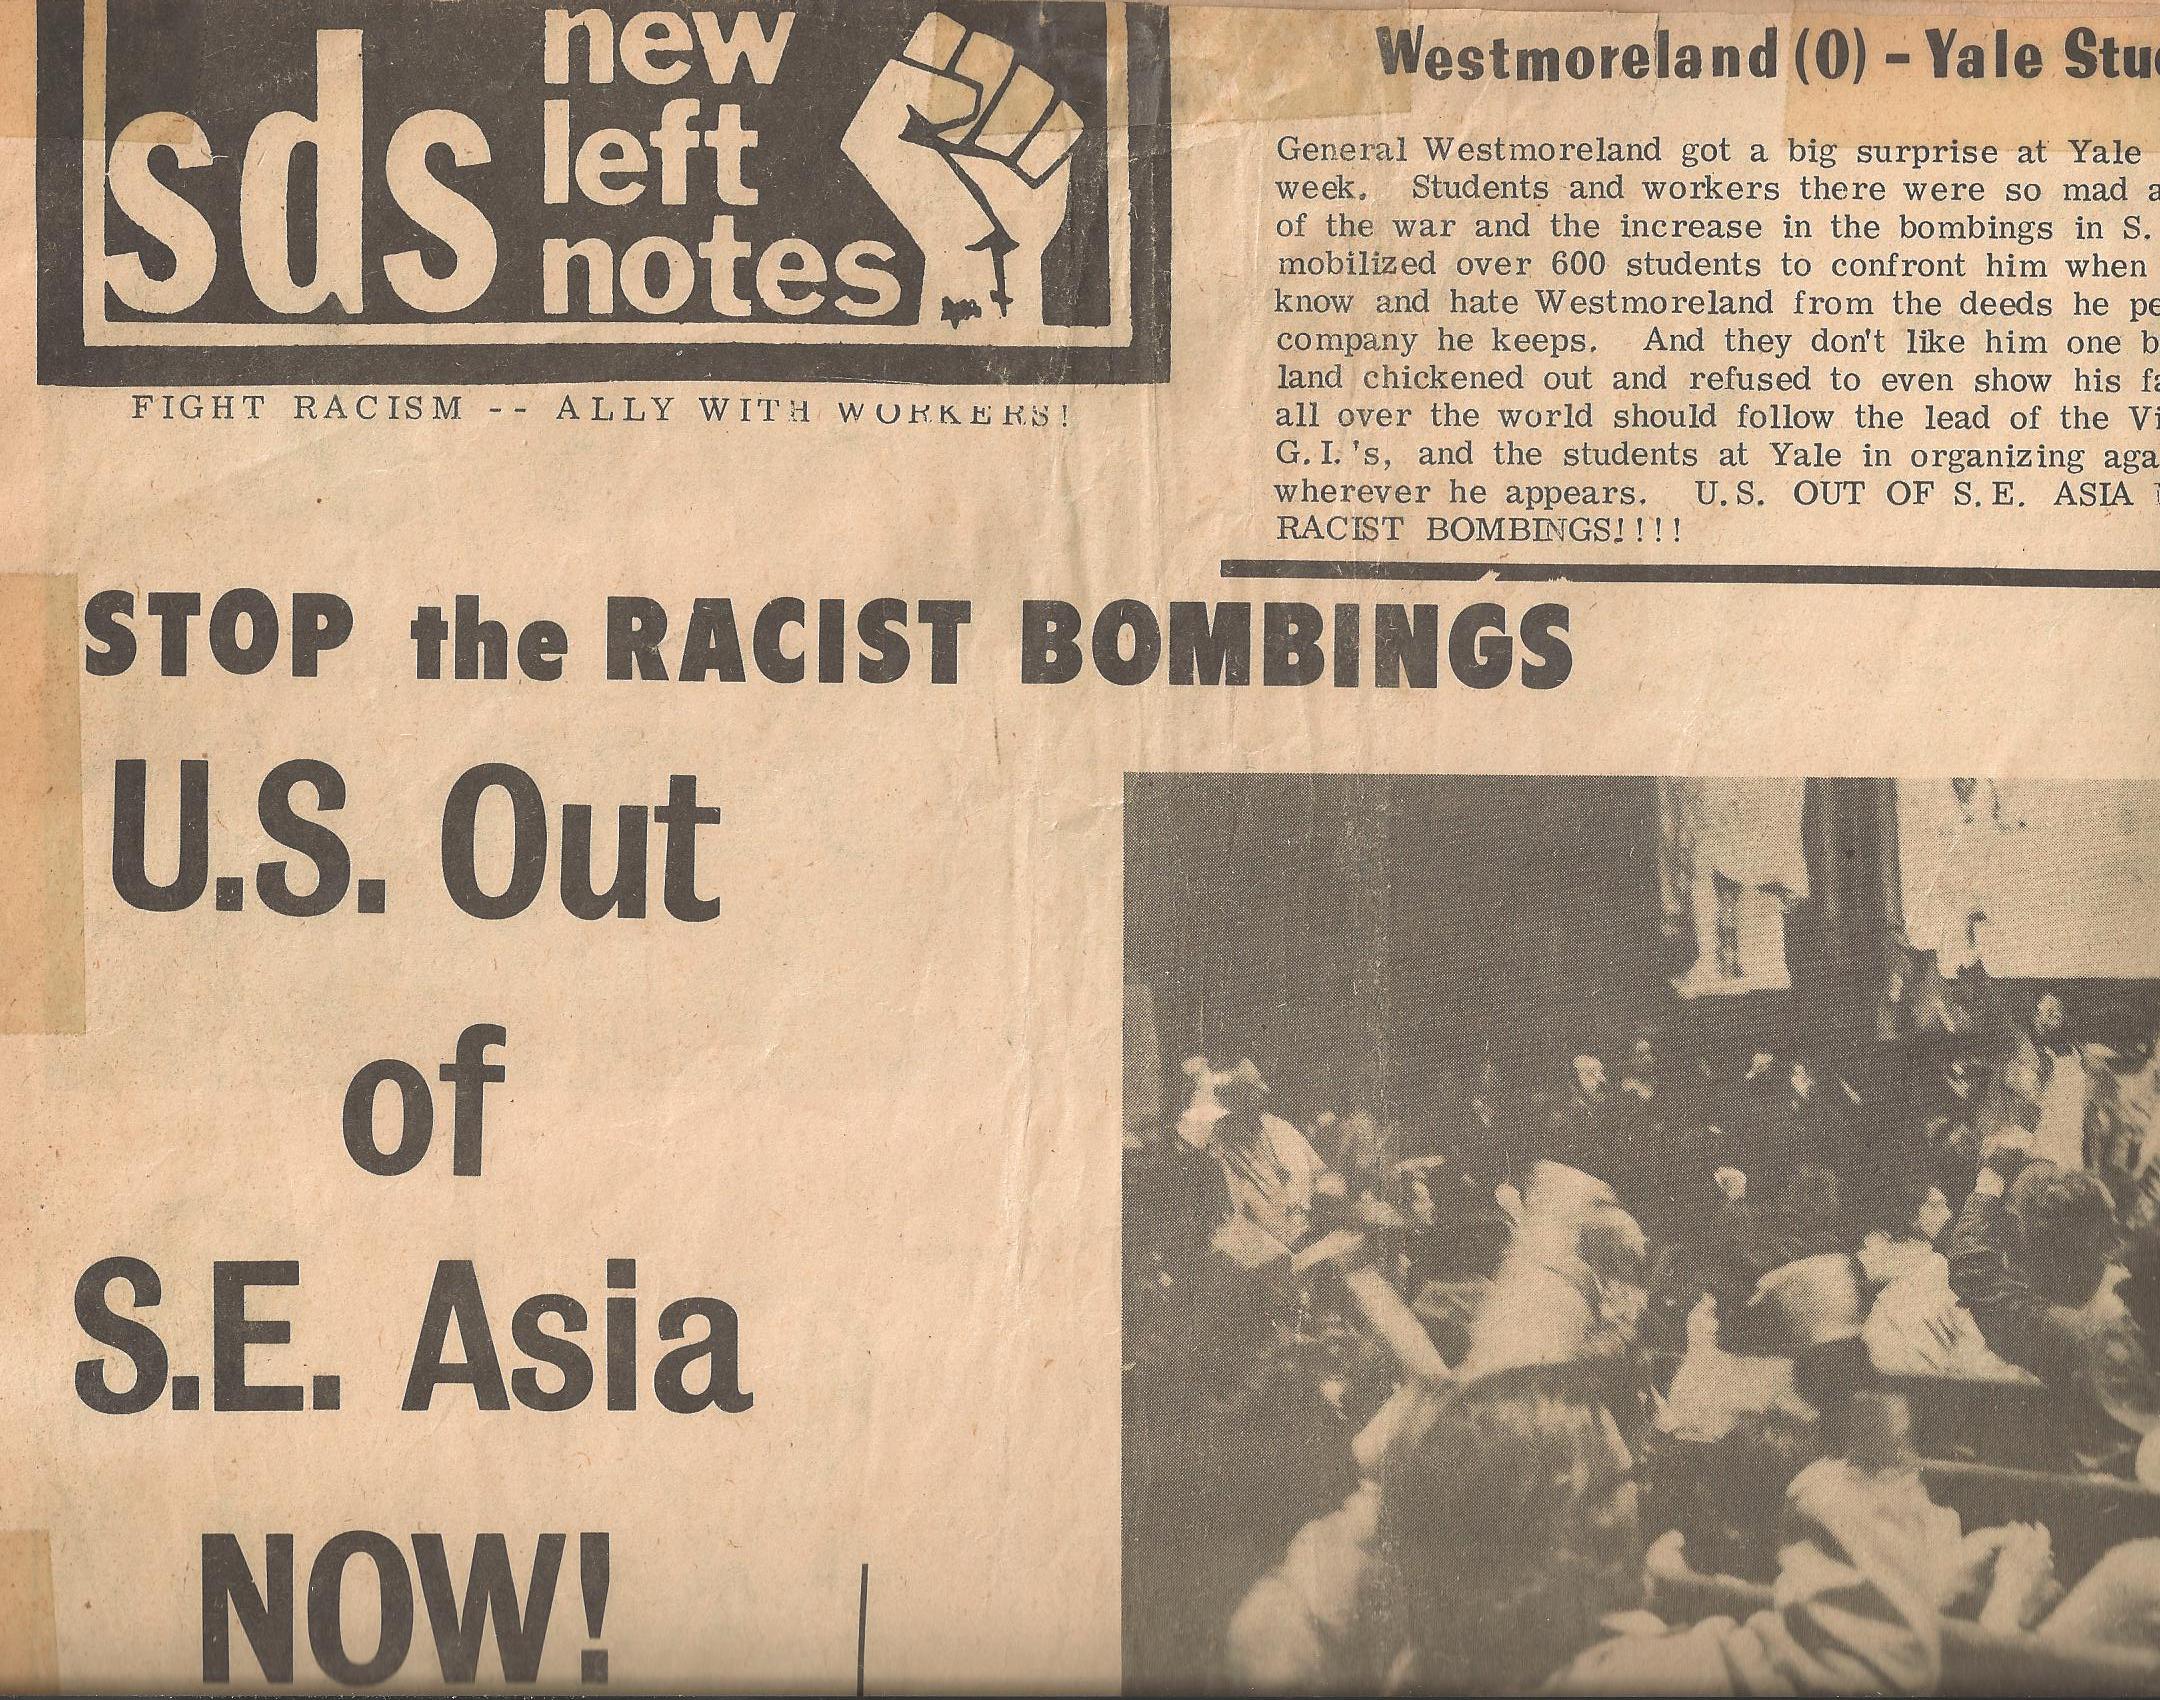 sds
new
left
notes
FIGHT RACISM -- ALLY WITH WORKERS!
Westmoreland (0) - Yale
General Westmoreland got a big surprise at Yale
week. Students and workers there were so mad
of the war and the increase in the bombings in S.
mobilized over 600 students to confront him when
know and hate Westmoreland from the deeds he
company he keeps. And they don't like him one
land chickened out and refused to even show his
all over the world should follow the lead of the
G.I.'s, and the students at Yale in organizing
wherever he appears. U.S. OUT OF S.E. ASIA
RACIST BOMBINGS!!!!
STOP the RACIST BOMBINGS
U.S. Out
of
S.E. Asia
NOW!